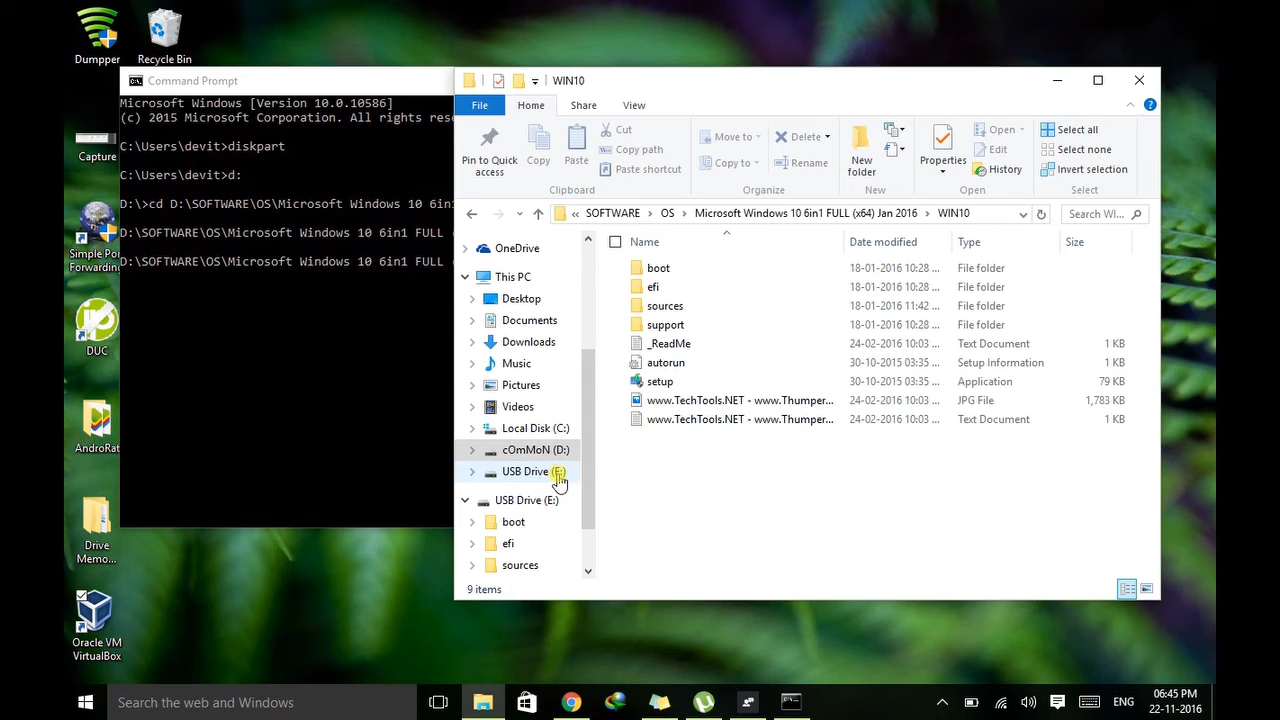 Dumpper
Recycle Bin
Capture
Simple Port
Forwarding
DUC
AndroRat
Drive
Memo...
Oracle VM
VirtualBox
Command Prompt
Microsoft Windows [Version 10.0.10586]
(c) 2015 Microsoft Corporation. All rights rese
C:\Users\devit>diskpart
C:\Users\devit>d:
D:\>cd D:\SOFTWARE\OS\Microsoft Windows 10 6in1
D:\SOFTWARE\OS\Microsoft Windows 10 6in1 FULL (
D:\SOFTWARE\OS\Microsoft Windows 10 6in1 FULL (
WIN10
File Home Share View
Pin to Quick access
Copy
Paste
Cut
Copy path
Paste shortcut
Clipboard
Move to
Copy to
Delete
Rename
Organize
New folder
New
Properties
Open
Edit
History
Open
Select all
Select none
Invert selection
Select
« SOFTWARE OS Microsoft Windows 10 6in1 FULL (x64) Jan 2016 WIN10
Search WI...
OneDrive
This PC
Desktop
Documents
Downloads
Music
Pictures
Videos
Local Disk (C:)
cOmMoN (D:)
USB Drive (E:)
USB Drive (E:)
boot
efi
sources
Name Date modified Type Size
boot 18-01-2016 10:28 ... File folder
efi 18-01-2016 10:28 ... File folder
sources 18-01-2016 11:42 ... File folder
support 18-01-2016 10:28 ... File folder
_ReadMe 24-02-2016 10:03 ... Text Document 1 KB
autorun 30-10-2015 03:35 ... Setup Information 1 KB
setup 30-10-2015 03:35 ... Application 79 KB
www.TechTools.NET - www.Thumper... 24-02-2016 10:03 ... JPG File 1,783 KB
www.TechTools.NET - www.Thumper... 24-02-2016 10:03 ... Text Document 1 KB
9 items
Search the web and Windows
ENG
06:45 PM
22-11-2016